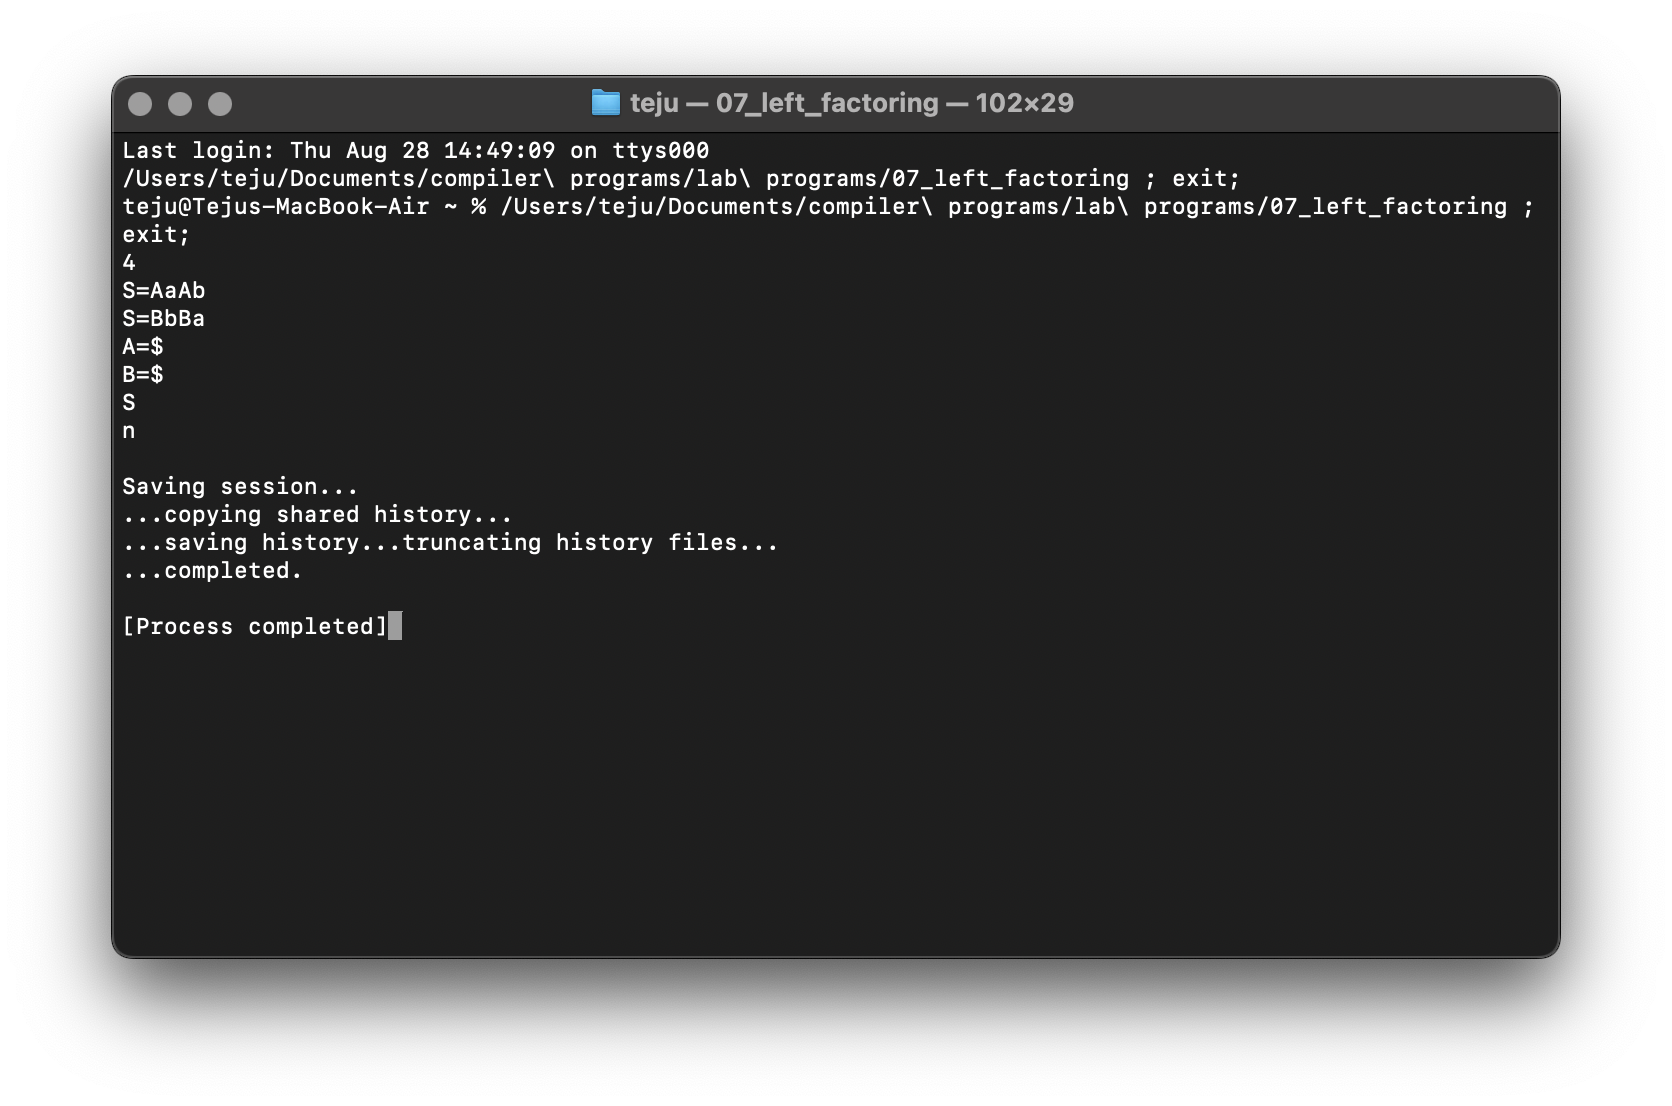 teju — 07_left_factoring — 102×29
Last login: Thu Aug 28 14:49:09 on ttys000
/Users/teju/Documents/compiler\ programs/lab\ programs/07_left_factoring ; exit;
teju@Tejus-MacBook-Air ~ % /Users/teju/Documents/compiler\ programs/lab\ programs/07_left_factoring ;
exit;
4
S=AaAb
S=BbBa
A=$
B=$
S
n
Saving session...
...copying shared history...
...saving history...truncating history files...
...completed.
[Process completed]